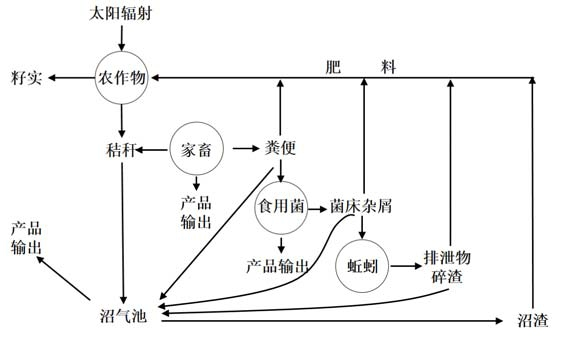 太阳辐射
籽实
农作物
肥 料
秸秆
家畜
粪便
产品
输出
食用菌
菌床杂屑
产品
输出
产品输出
蚯蚓
排泄物
碎渣
沼气池
沼渣